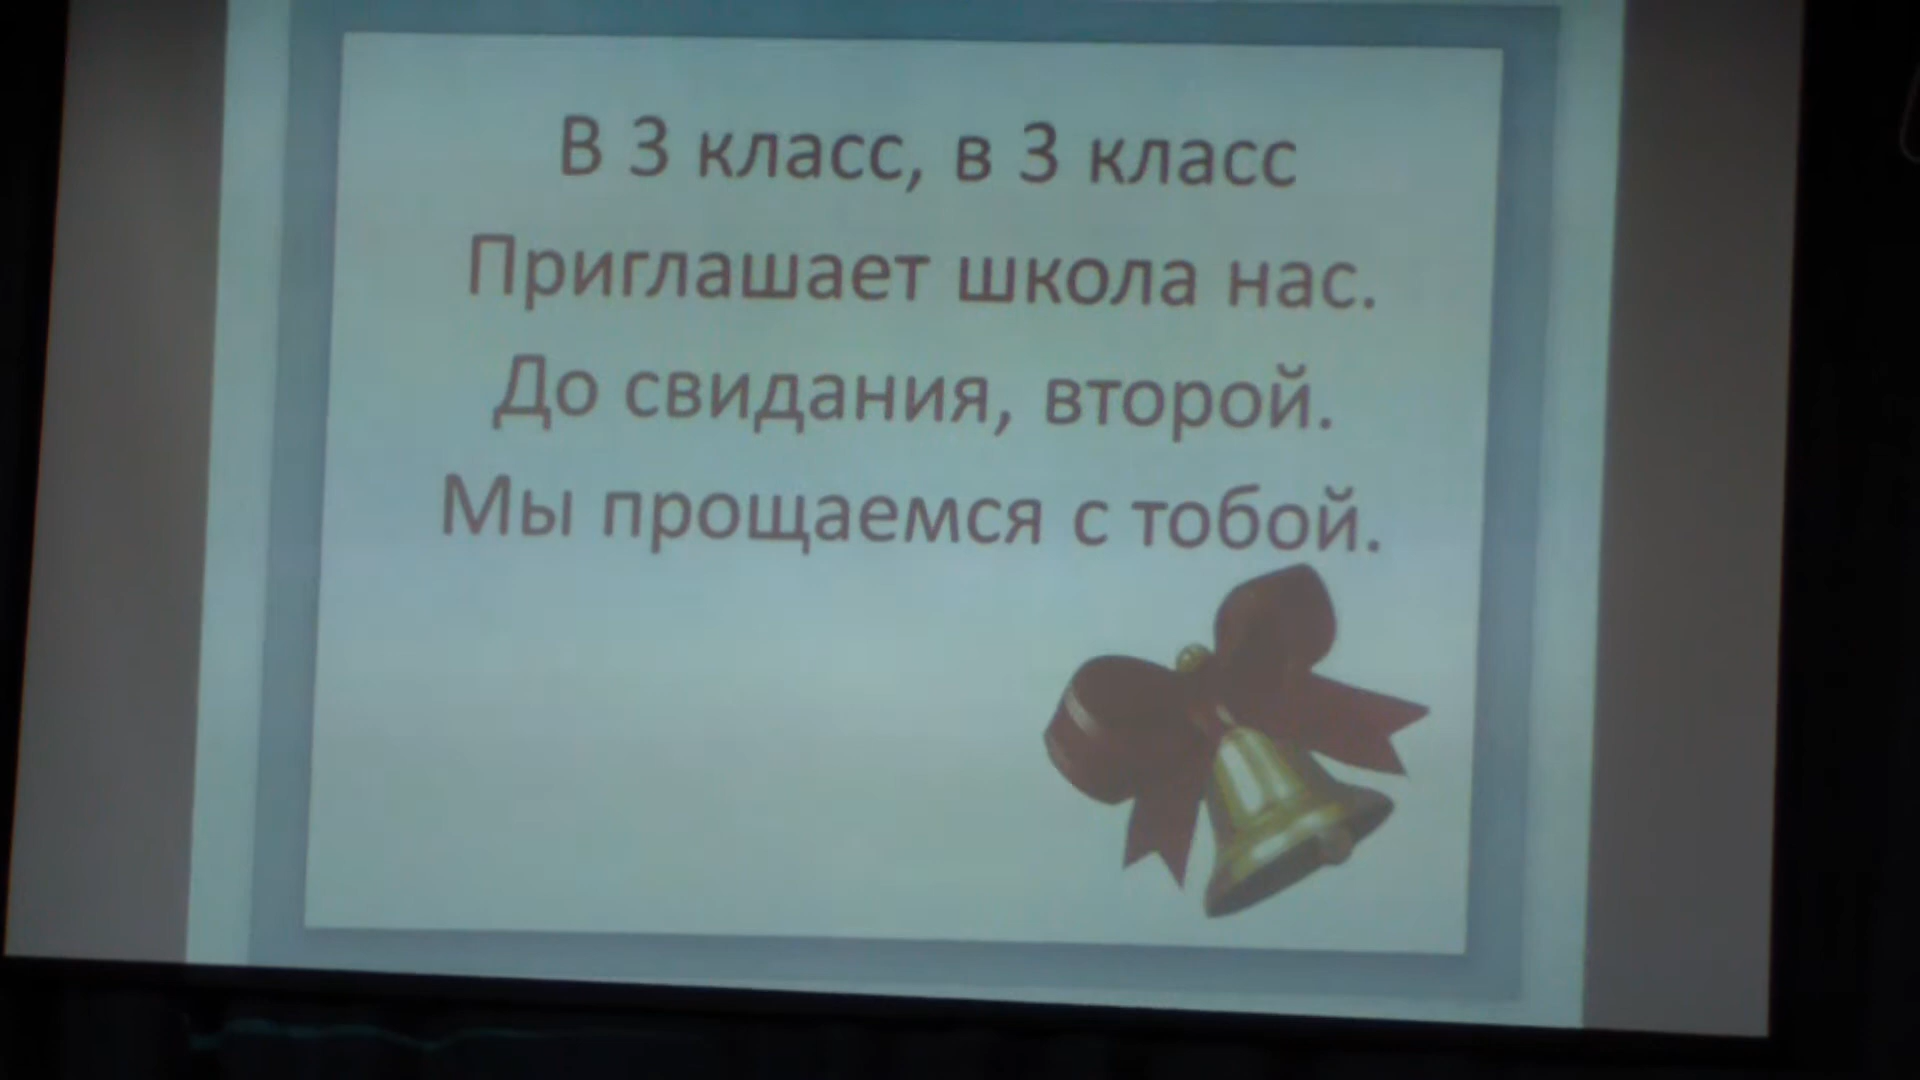 В 3 класс, в 3 класс
Приглашает школа нас.
До свидания, второй.
Мы прощаемся с тобой.